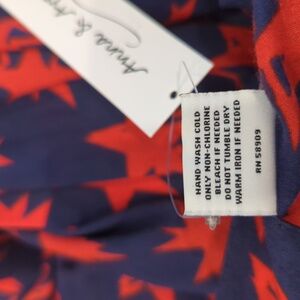 Anna &
HAND WASH COLD
ONLY NON-CHLORINE
BLEACH IF NEEDED
DO NOT TUMBLE DRY
WARM IRON IF NEEDED
RN 58909